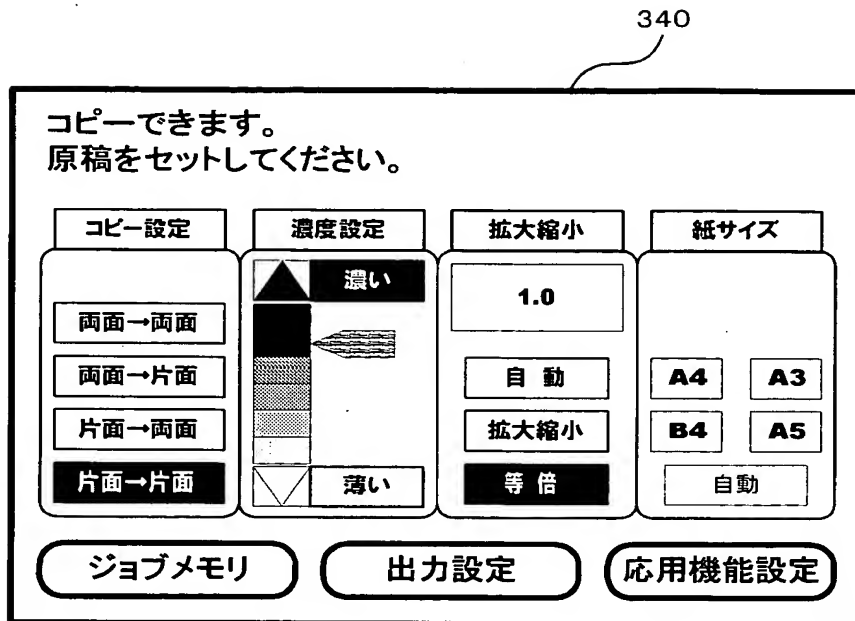 340
コピーできます。
原稿をセットしてください。
コピー設定
両面→両面
両面→片面
片面→両面
片面→片面
濃度設定
濃い
薄い
拡大縮小
1.0
自動
拡大縮小
等倍
紙サイズ
A4 A3
B4 A5
自動
ジョブメモリ 出力設定 応用機能設定